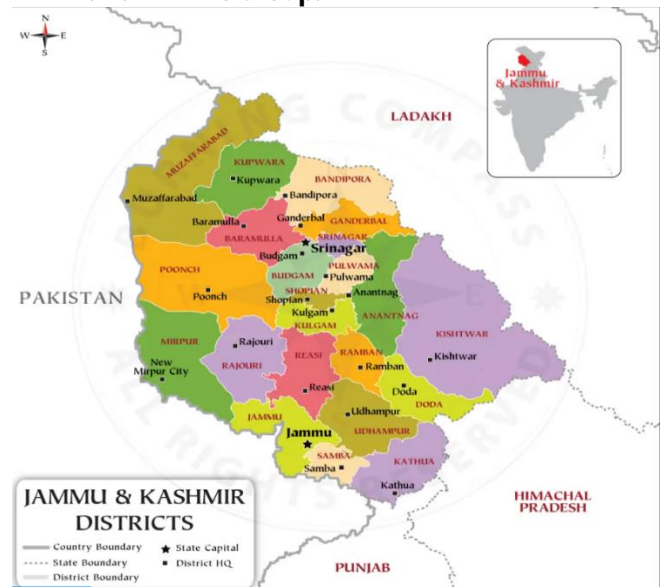 N
W E
S
Jammu
& Kashmir
LADAKH
MUZAFFARABAD
KUPWARA
Kupwara
BANDIPORA
Bandipora
Muzaffarabad
Baramulla
Ganderbal
GANDERBAL
BARAMULLA
SRINAGAR
Srinagar
Budgam
POONCH
BUDGAM
PULWAMA
Pulwama
PAKISTAN
Poonch
SHOPIAN
Shopian
Anantnag
Kulgam
ANANTNAG
KULGAM
KISHTWAR
MIRPUR
Rajouri
RAJOURI
REASI
RAMBAN
Ramban
Kishtwar
New
Mirpur City
Reasi
Doda
DODA
JAMMU
Udhampur
UDHAMPUR
Jammu
SAMBA
Samba
KATHUA
Kathua
HIMACHAL
PRADESH
PUNJAB
JAMMU & KASHMIR
DISTRICTS
Country Boundary
State Capital
State Boundary
District HQ
District Boundary